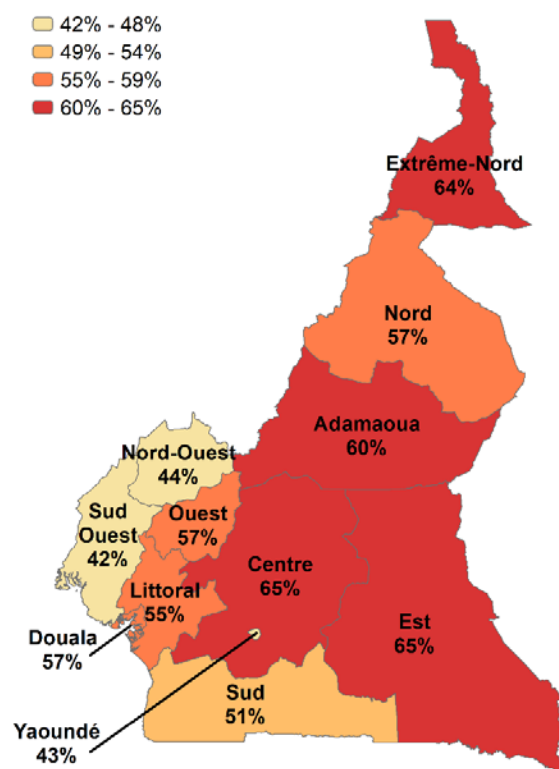 42% - 48%
49% - 54%
55% - 59%
60% - 65%
Extrême-Nord
64%
Nord
57%
Adamaoua
60%
Nord-Ouest
44%
Sud
Ouest
42%
Ouest
57%
Centre
65%
Littoral
55%
Est
65%
Douala
57%
Sud
51%
Yaoundé
43%